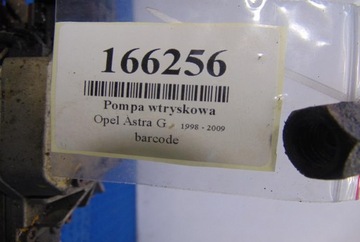 166256
Pompa wtryskowa
Opel Astra G 1998 - 2009
barcode